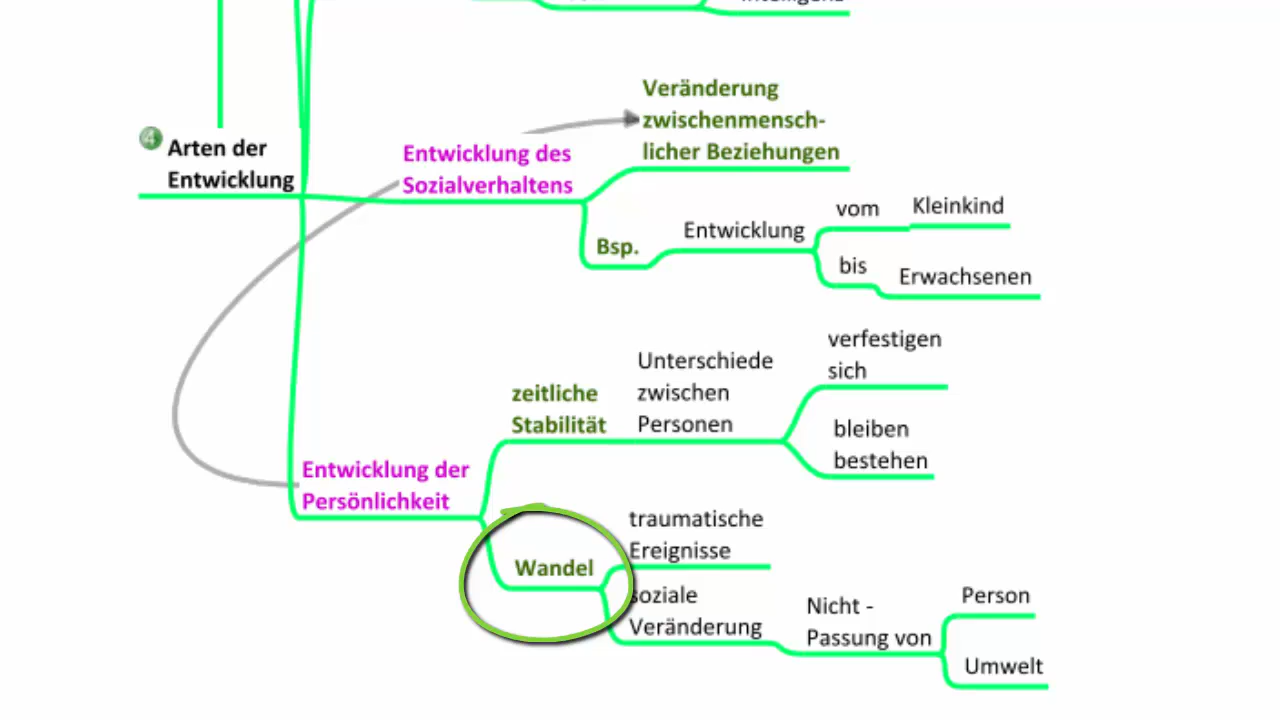 4
Arten der
Entwicklung
Entwicklung des
Sozialverhaltens
Veränderung
zwischenmensch-
licher Beziehungen
Bsp.
Entwicklung
vom
Kleinkind
bis
Erwachsenen
Entwicklung der
Persönlichkeit
zeitliche
Stabilität
Unterschiede
zwischen
Personen
verfestigen
sich
bleiben
bestehen
Wandel
traumatische
Ereignisse
soziale
Veränderung
Nicht -
Passung von
Person
Umwelt